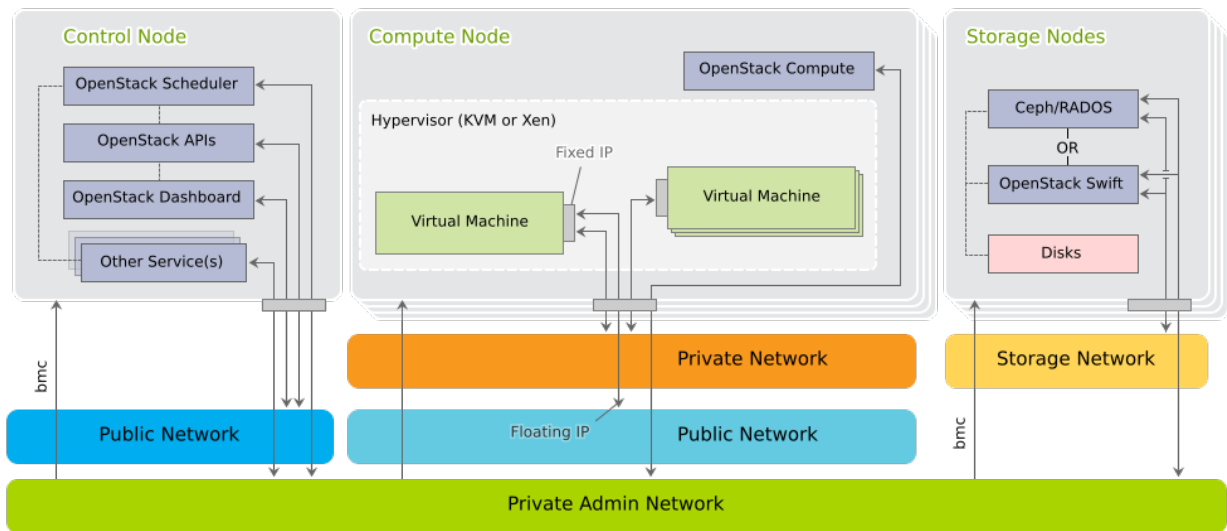 Control Node
OpenStack Scheduler
OpenStack APIs
OpenStack Dashboard
Other Service(s)
Compute Node
OpenStack Compute
Hypervisor (KVM or Xen)
Fixed IP
Virtual Machine
Virtual Machine
Storage Nodes
Ceph/RADOS
OR
OpenStack Swift
Disks
bmc
Private Network
Storage Network
Public Network
Floating IP
Public Network
bmc
Private Admin Network